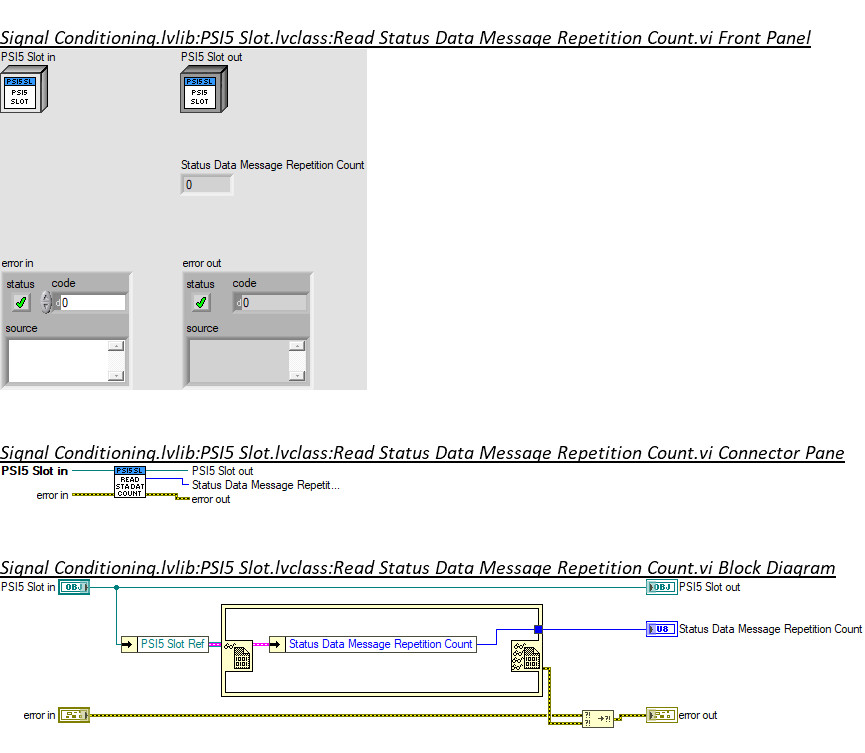 Signal Conditioning.lvlib:PSI5 Slot.lvclass:Read Status Data Message Repetition Count.vi Front Panel
PSI5 Slot in
PSI5 Slot out
PSI5 SL
PSI5
SLOT
PSI5 SL
PSI5
SLOT
Status Data Message Repetition Count
0
error in
error out
status code
status code
d0
d0
source
source
Signal Conditioning.lvlib:PSI5 Slot.lvclass:Read Status Data Message Repetition Count.vi Connector Pane
PSI5 Slot in
PSI5 SL
READ
STA DAT
COUNT
PSI5 Slot out
Status Data Message Repetit...
error in
error out
Signal Conditioning.lvlib:PSI5 Slot.lvclass:Read Status Data Message Repetition Count.vi Block Diagram
PSI5 Slot in
OBJ
OBJ
PSI5 Slot out
U8
Status Data Message Repetition Count
PSI5 Slot Ref
Status Data Message Repetition Count
error in
?!
?!
?!
error out